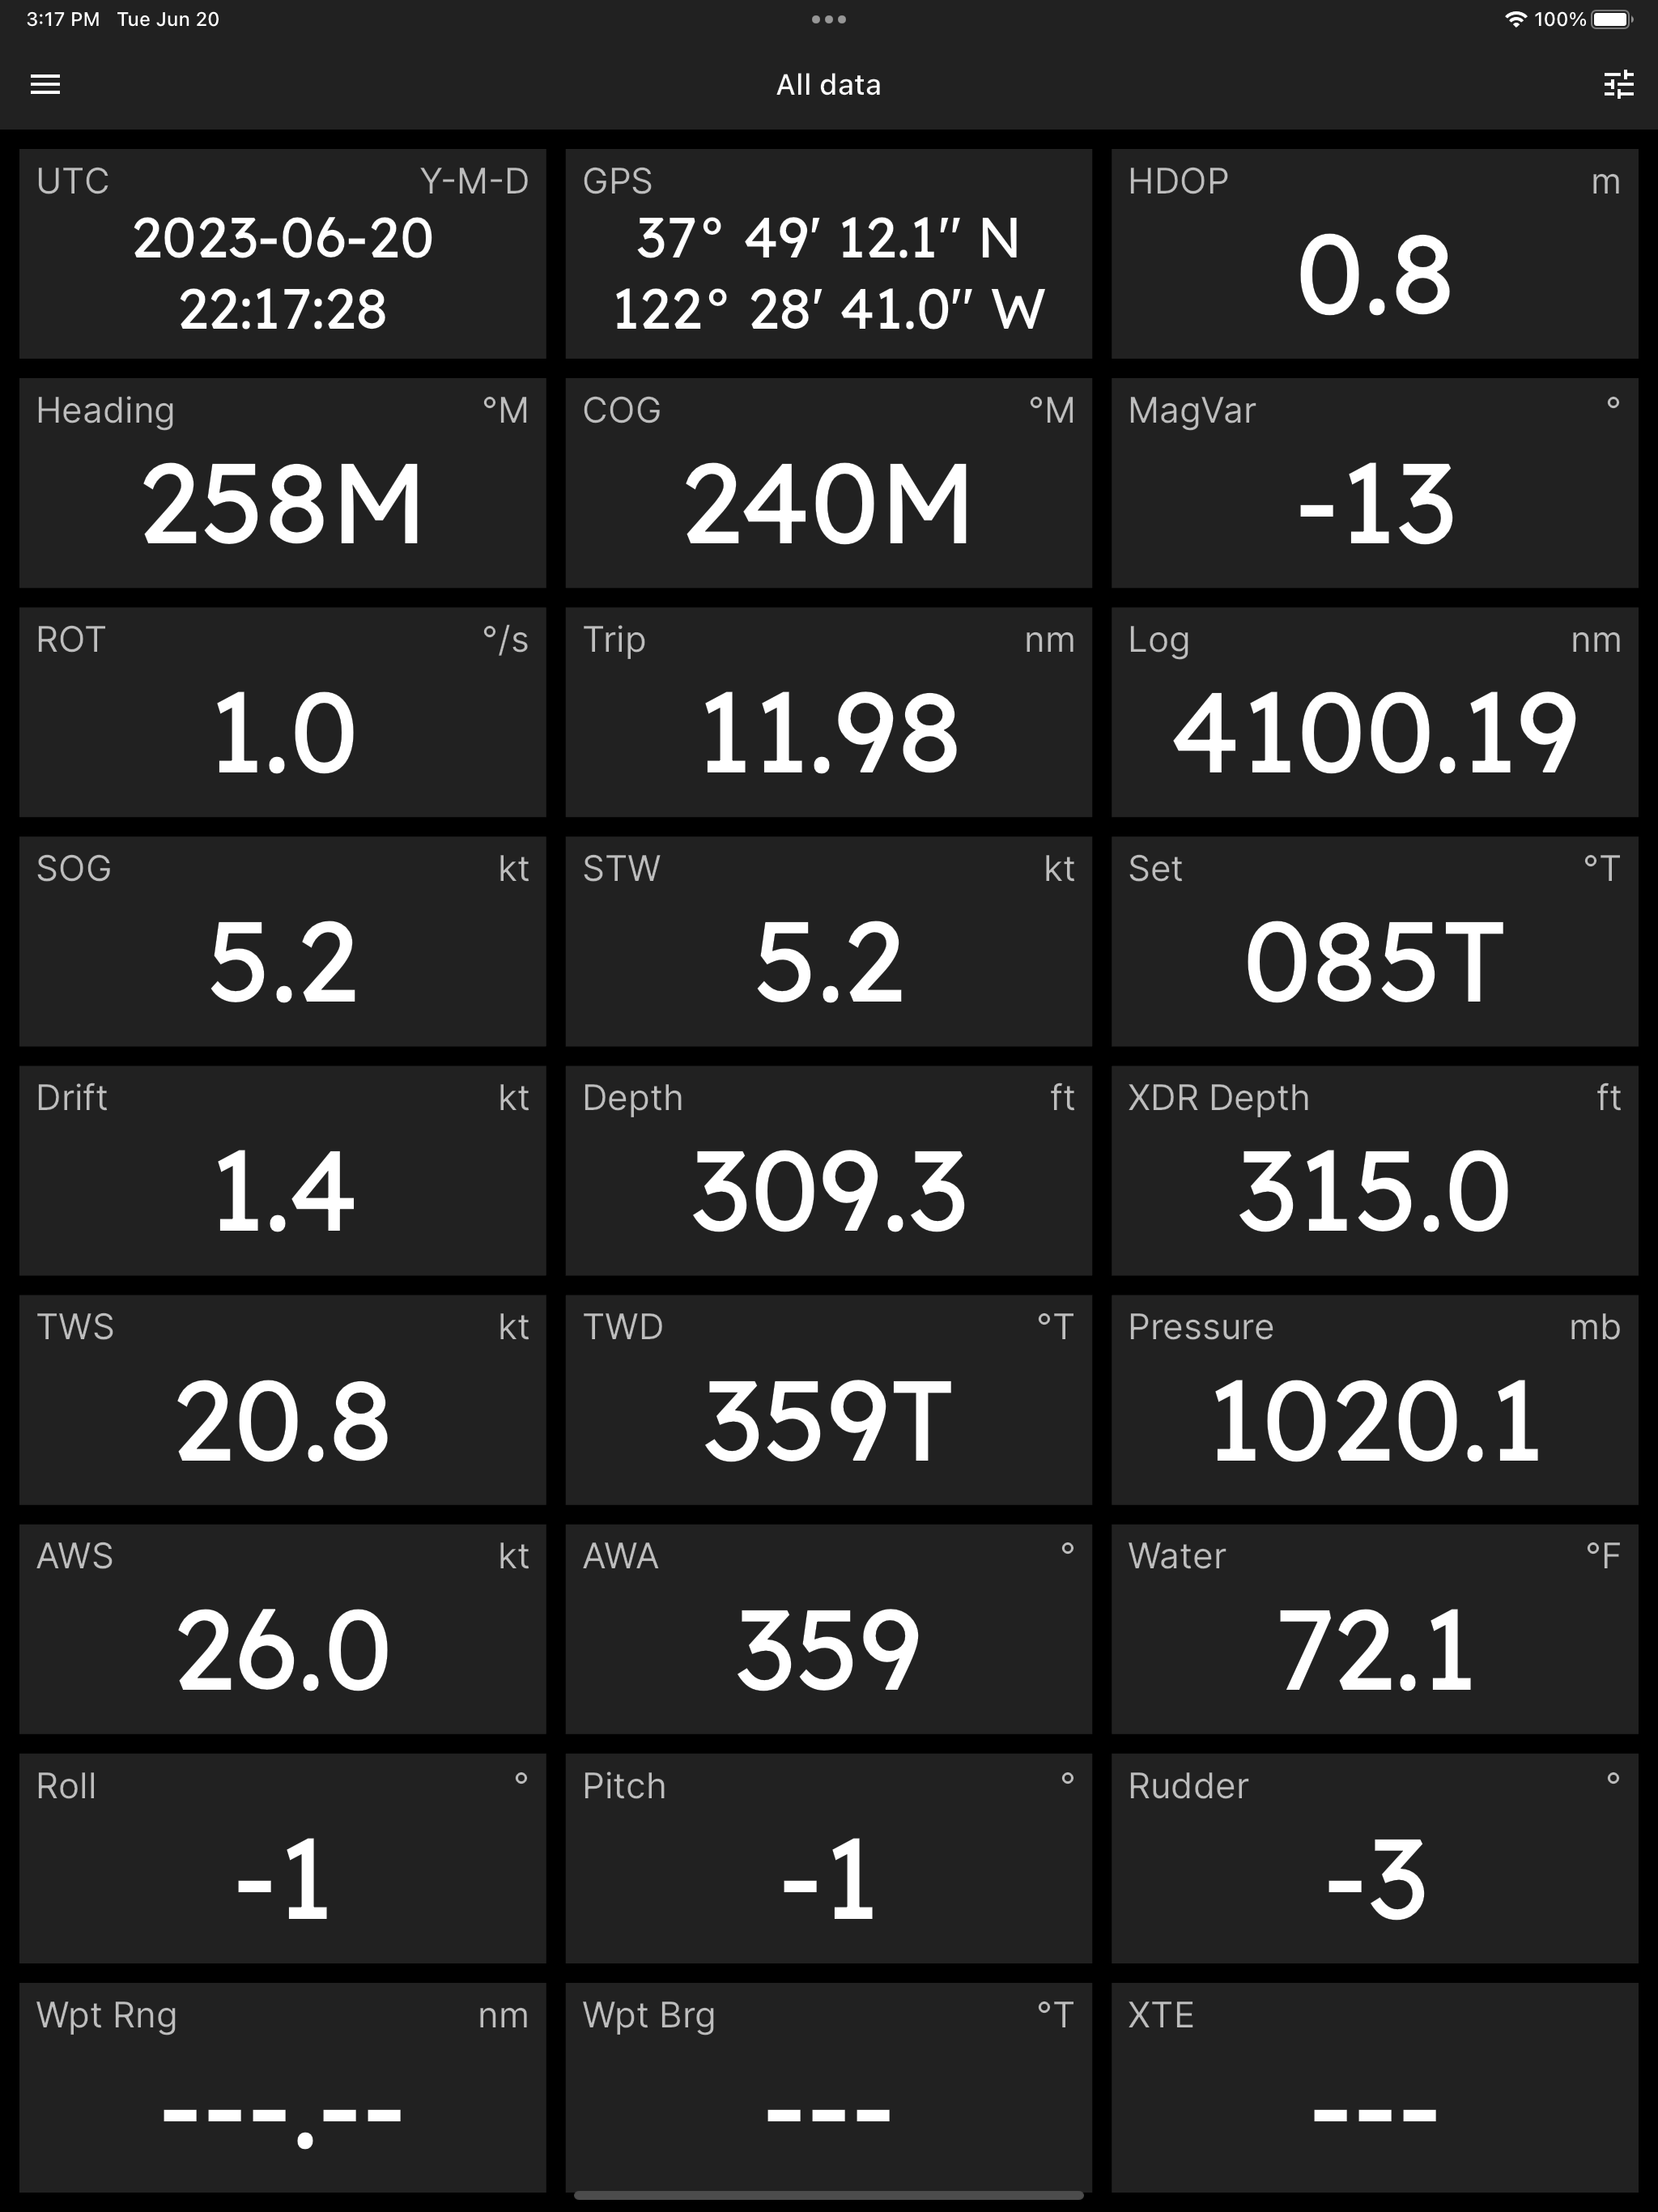 3:17 PM Tue Jun 20
100%
All data
UTC Y-M-D
2023-06-20
22:17:28
GPS
37° 49′ 12.1″ N
122° 28′ 41.0″ W
HDOP m
0.8
Heading °M
258M
COG °M
240M
MagVar °
-13
ROT °/s
1.0
Trip nm
11.98
Log nm
4100.19
SOG kt
5.2
STW kt
5.2
Set °T
085T
Drift kt
1.4
Depth ft
309.3
XDR Depth ft
315.0
TWS kt
20.8
TWD °T
359T
Pressure mb
1020.1
AWS kt
26.0
AWA °
359
Water °F
72.1
Roll °
-1
Pitch °
-1
Rudder °
-3
Wpt Rng nm
---.--
Wpt Brg °T
---
XTE
---